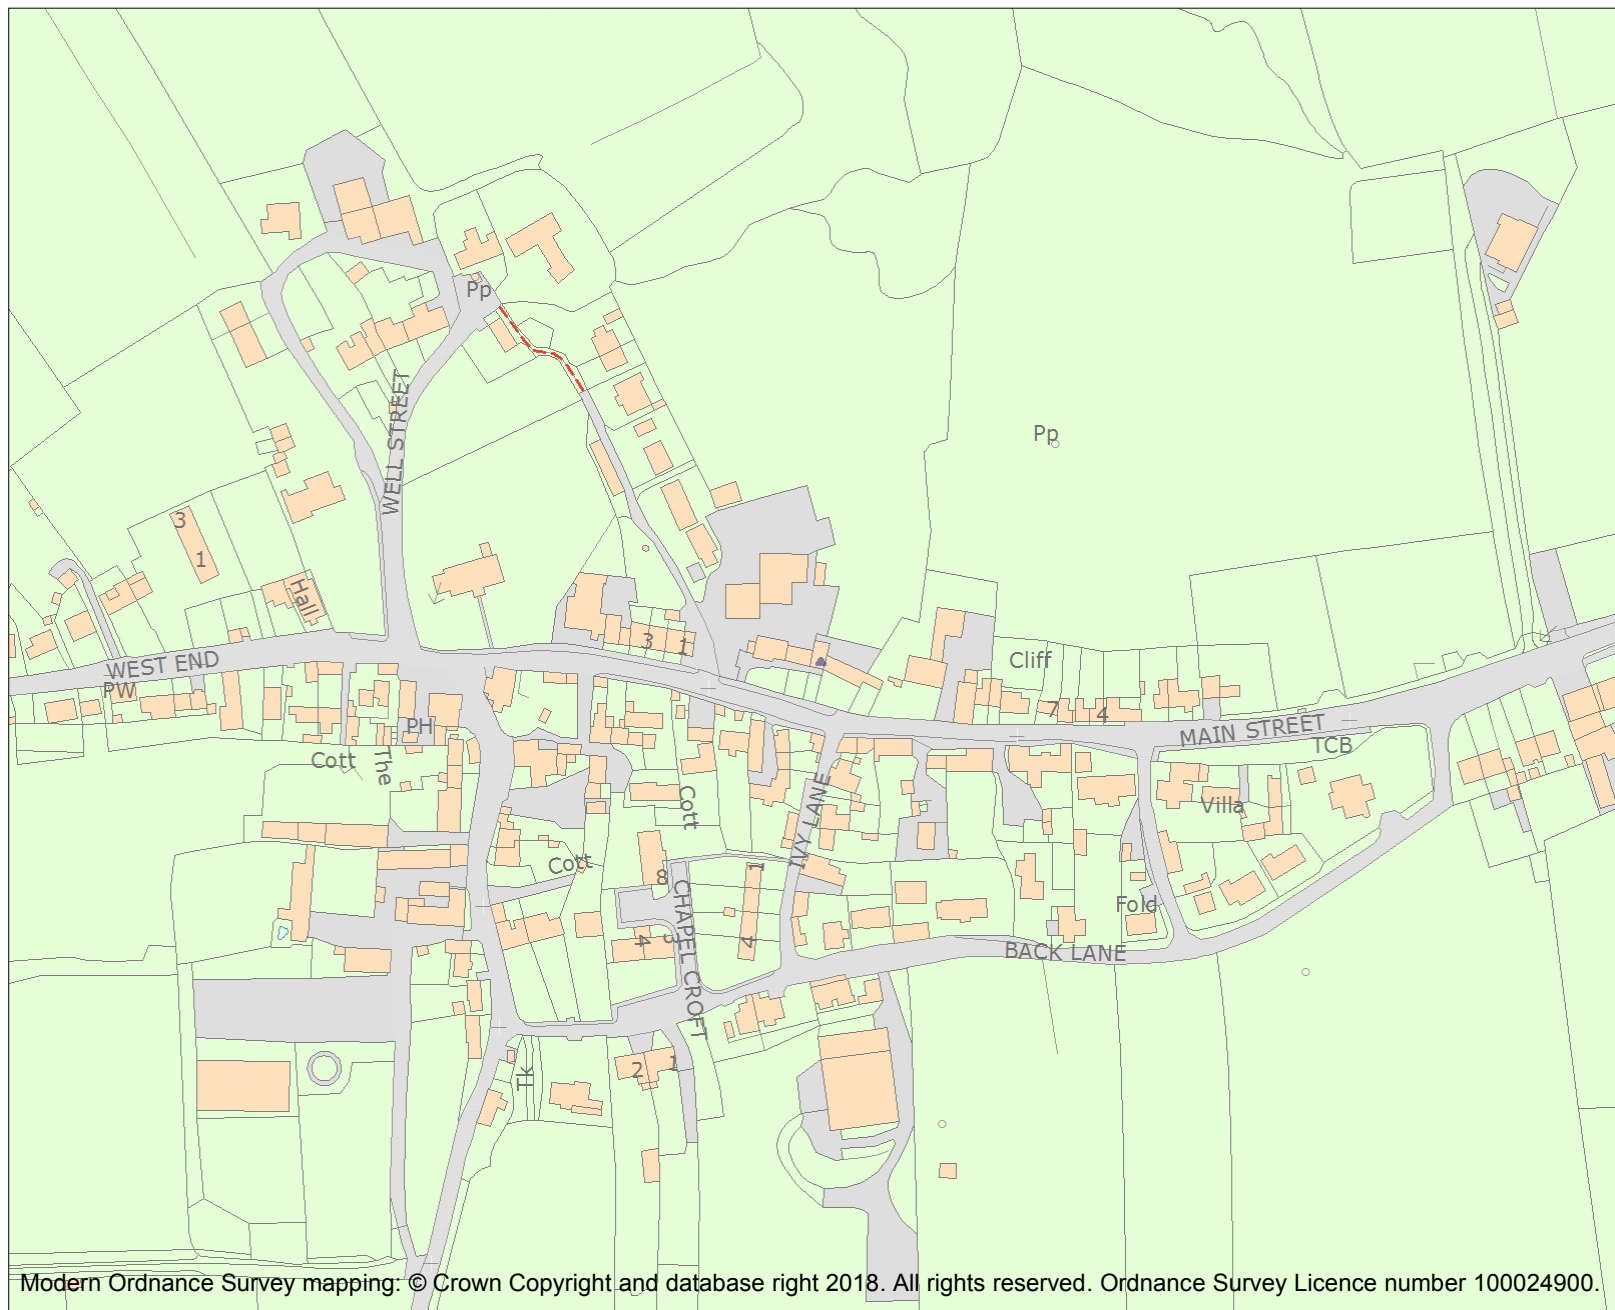 Pp
WELL STREET
Pp
3
1
Hall
WEST END
PW
3
1
Cliff
7
4
PH
MAIN STREET
TCB
Cott
The
Cott
IVY LANE
Villa
Cott
8
1
CHAPEL CROFT
Fold
4
5
4
BACK LANE
2
1
Tk
Modern Ordnance Survey mapping: © Crown Copyright and database right 2018. All rights reserved. Ordnance Survey Licence number 100024900.